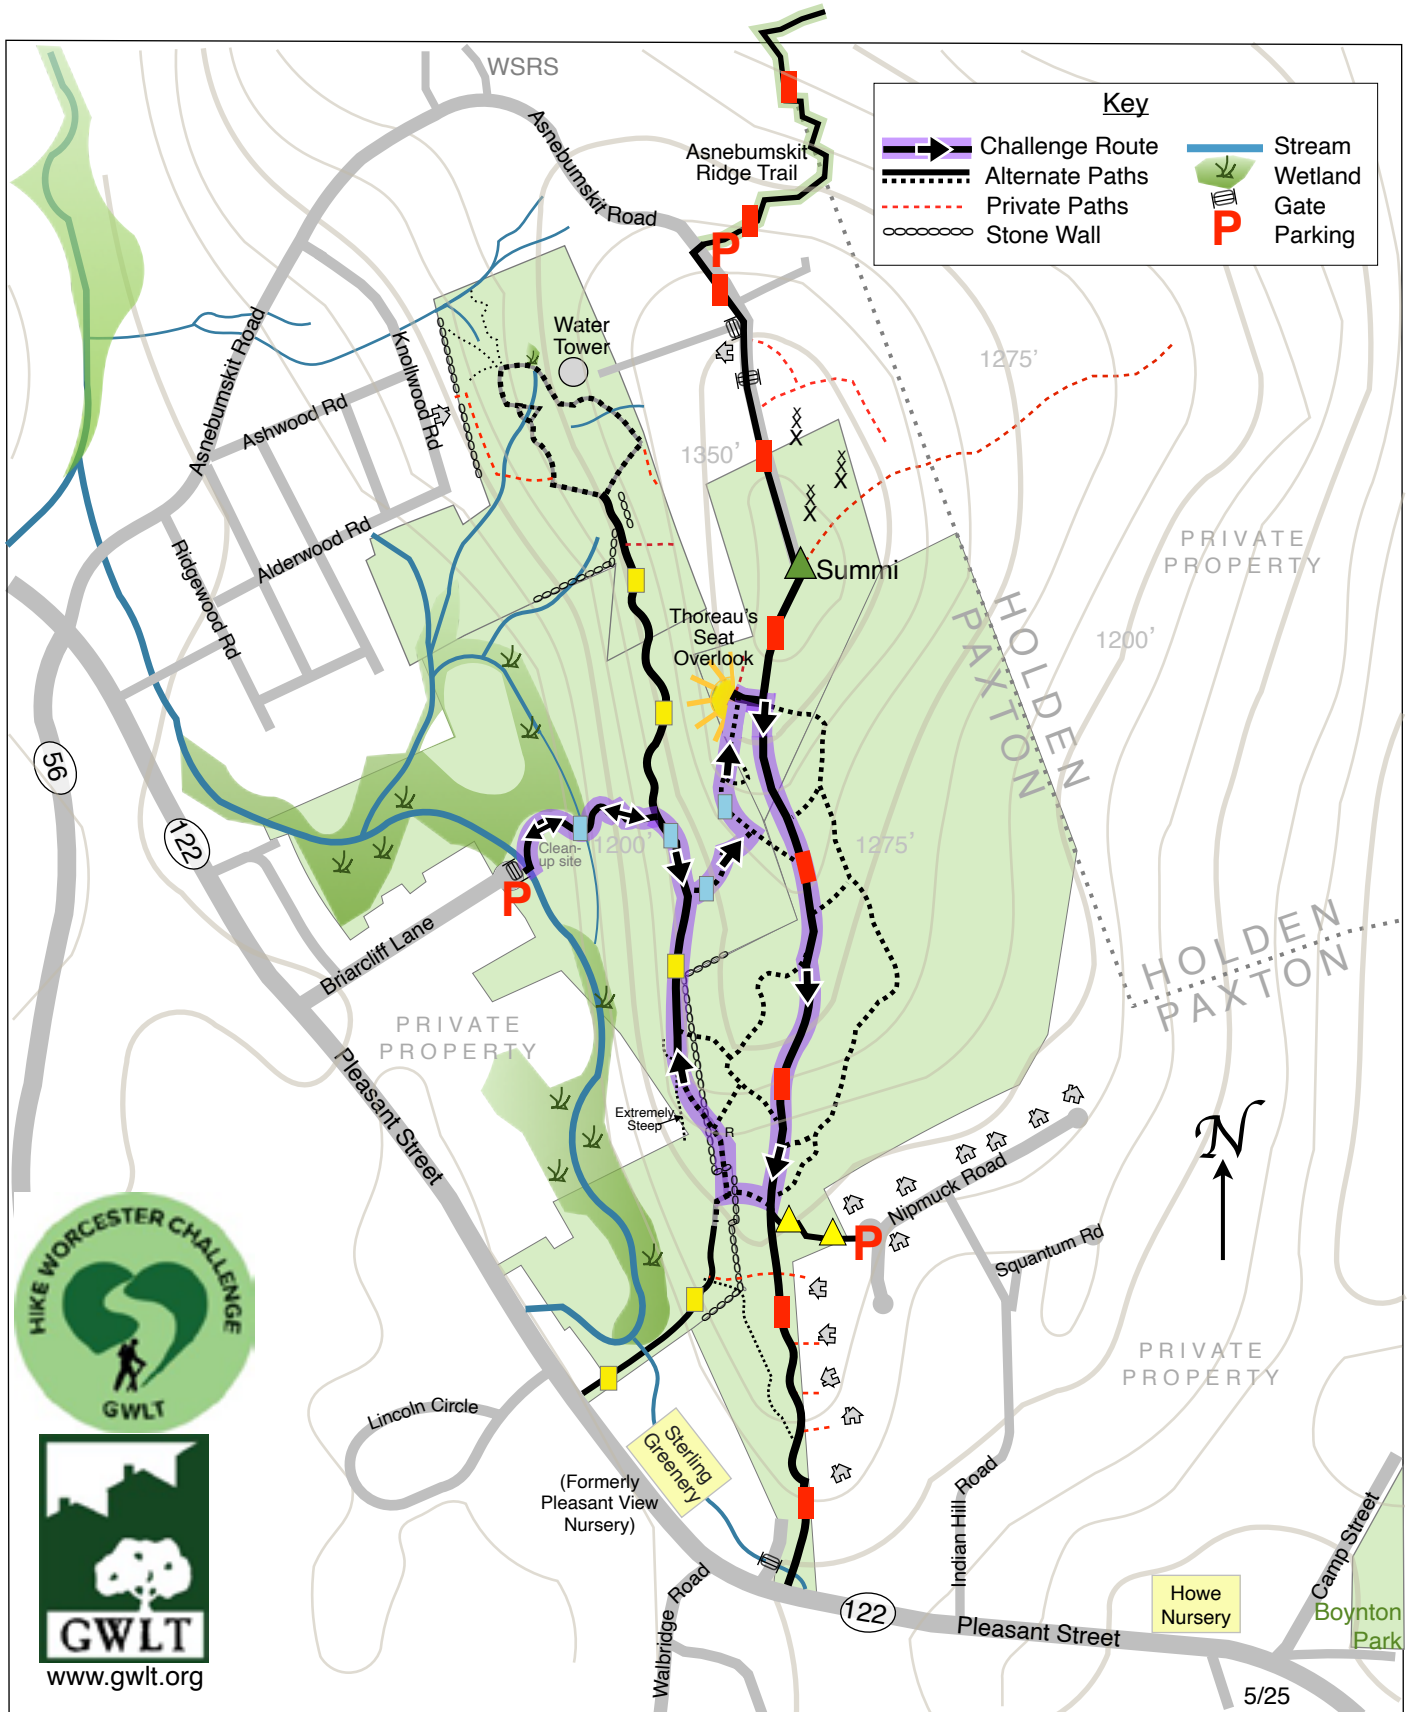 WSRS
Asnebumskit Road
Asnebumskit
Ridge Trail
Key
Challenge Route
Alternate Paths
Private Paths
Stone Wall
Stream
Wetland
Gate
P
Parking
P
Water
Tower
Asnebumskit Road
Knollwood Rd
Ashwood Rd
Alderwood Rd
Ridgewood Rd
1275'
1350'
PRIVATE
PROPERTY
Summi
HOLDEN
PAXTON
1200'
Thoreau's
Seat
Overlook
56
122
Clean-
up site
1200'
1275'
P
Briarcliff Lane
HOLDEN
PAXTON
PRIVATE
PROPERTY
Pleasant Street
Extremely
Steep
R
N
Nipmuck Road
P
Squantum Rd
HIKE WORCESTER CHALLENGE
GWLT
PRIVATE
PROPERTY
Lincoln Circle
Sterling
Greenery
(Formerly
Pleasant View
Nursery)
Indian Hill Road
Camp Street
GWLT
www.gwlt.org
Walbridge Road
122
Pleasant Street
Howe
Nursery
Boynton
Park
5/25